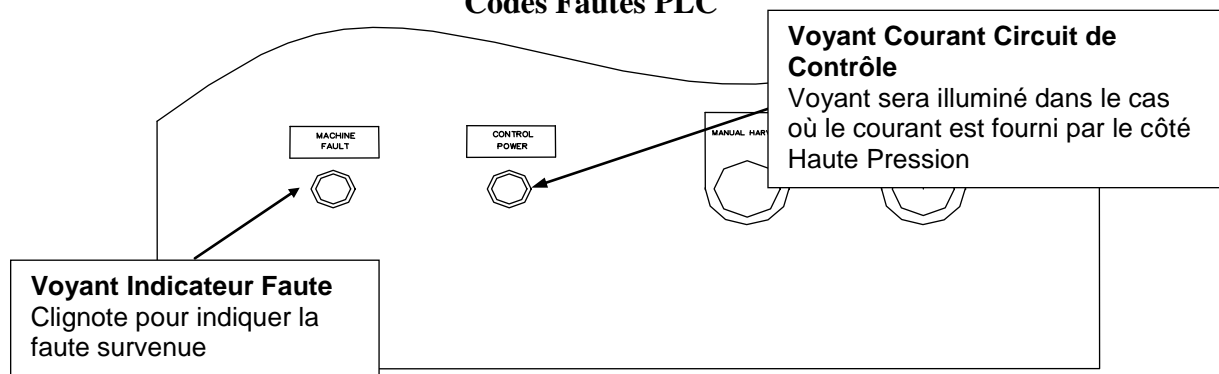 Codes Fautes PLC
Voyant Courant Circuit de
Contrôle
Voyant sera illuminé dans le cas
où le courant est fourni par le côté
Haute Pression
MACHINE
FAULT
CONTROL
POWER
MANUAL
Voyant Indicateur Faute
Clignote pour indiquer la
faute survenue